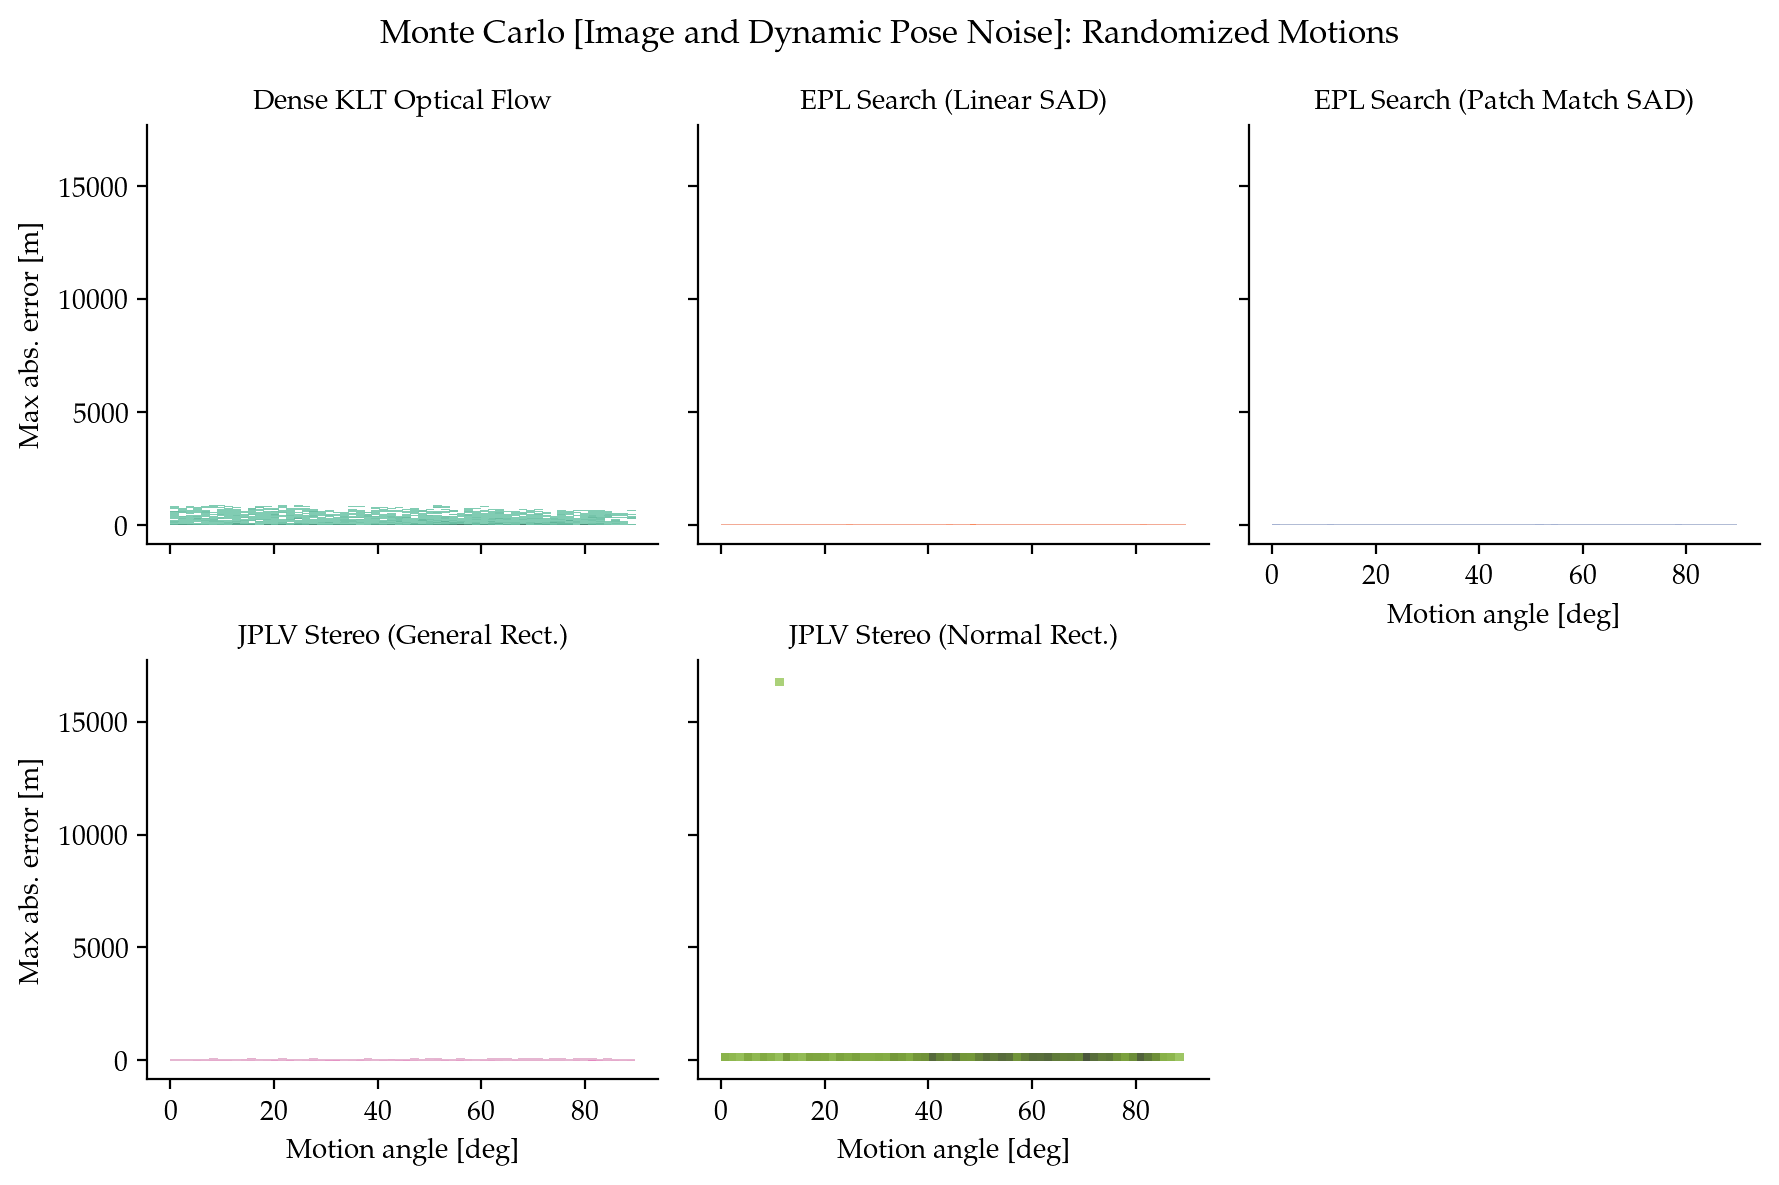 Monte Carlo [Image and Dynamic Pose Noise]: Randomized Motions
Dense KLT Optical Flow
EPL Search (Linear SAD)
EPL Search (Patch Match SAD)
Max abs. error [m]
15000
10000
5000
0
0 20 40 60 80
Motion angle [deg]
JPLV Stereo (General Rect.)
JPLV Stereo (Normal Rect.)
Max abs. error [m]
15000
10000
5000
0
0 20 40 60 80
Motion angle [deg]
0 20 40 60 80
Motion angle [deg]